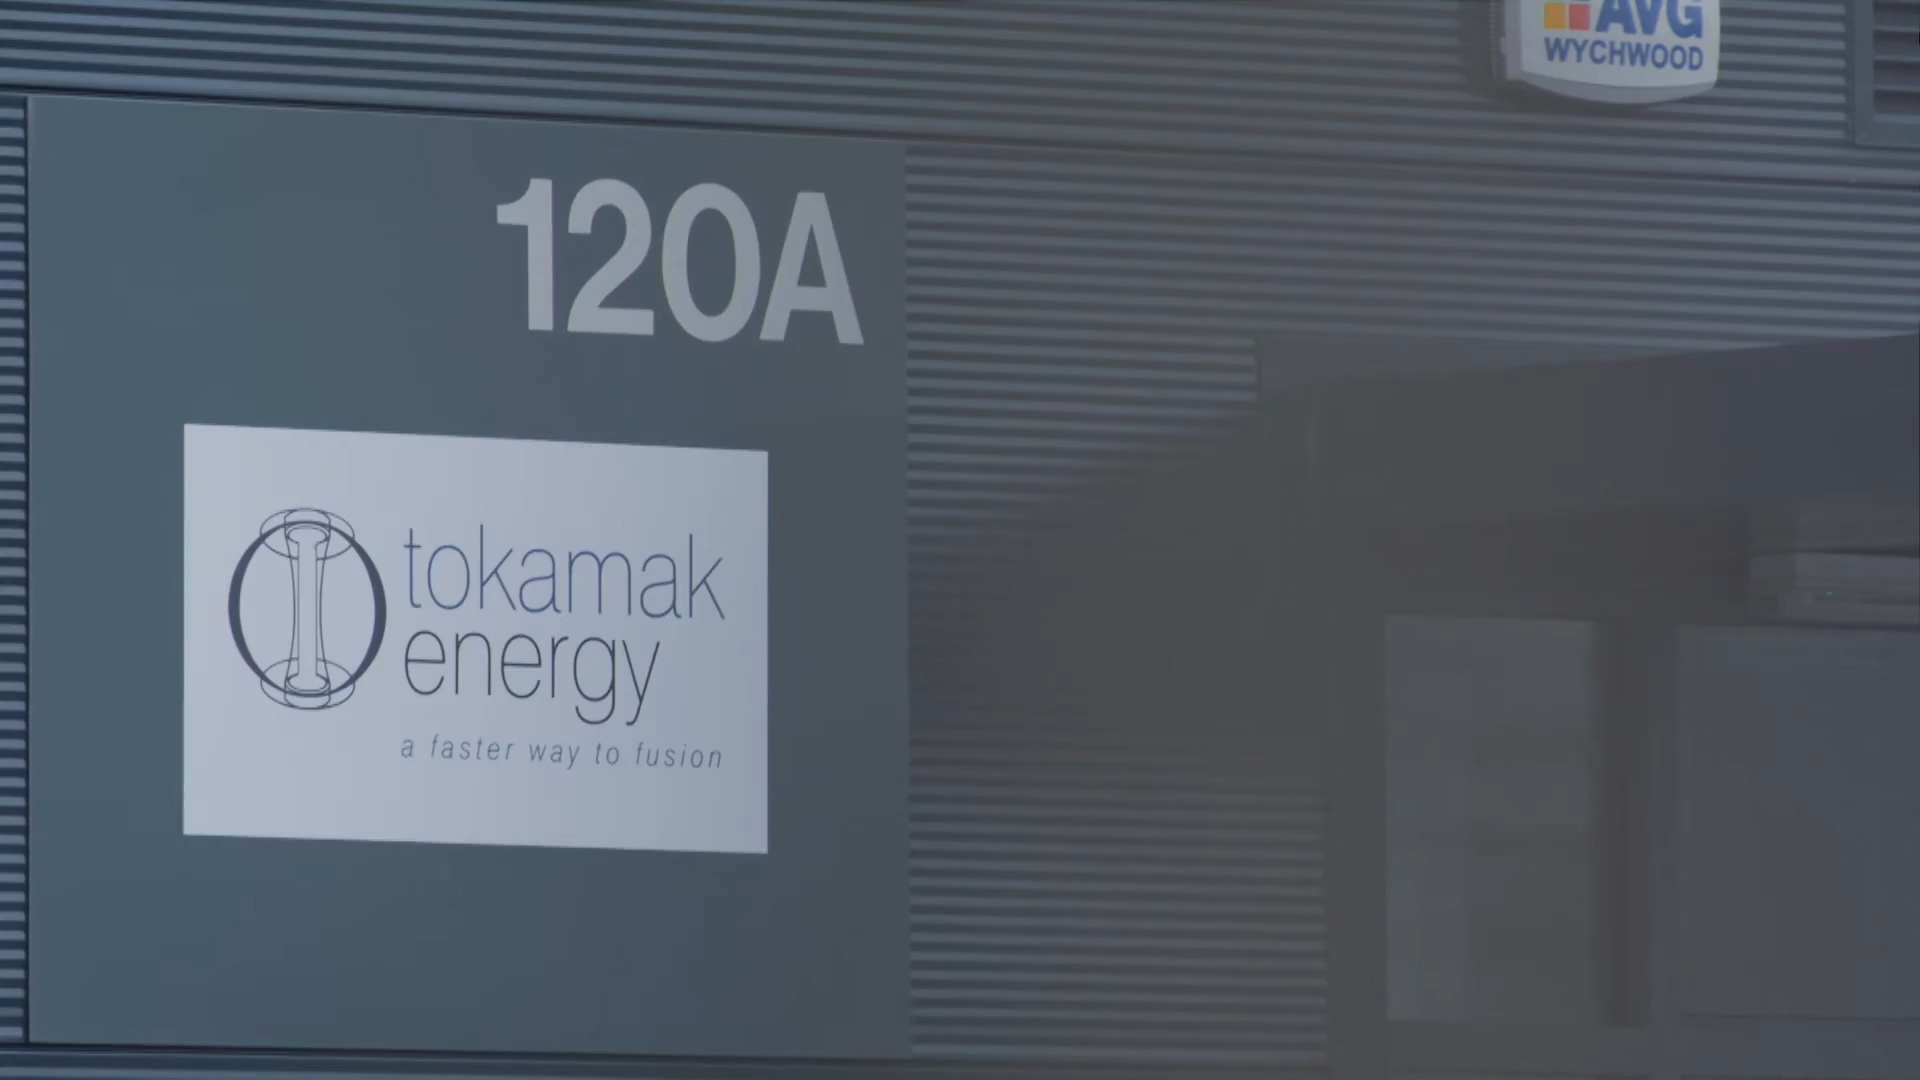 AVG
WYCHWOOD
120A
tokamak
energy
a faster way to fusion